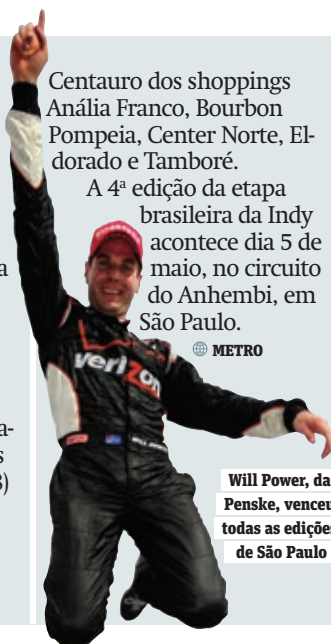 Centauro dos shoppings
Anália Franco, Bourbon
Pompeia, Center Norte, El-
dorado e Tamboré.
A 4ª edição da etapa
brasileira da Indy
acontece dia 5 de
maio, no circuito
do Anhembi, em
São Paulo.
METRO
a
a-
s
3)
Firestone
verizon
Will Power, da
Penske, venceu
todas as edições
de São Paulo